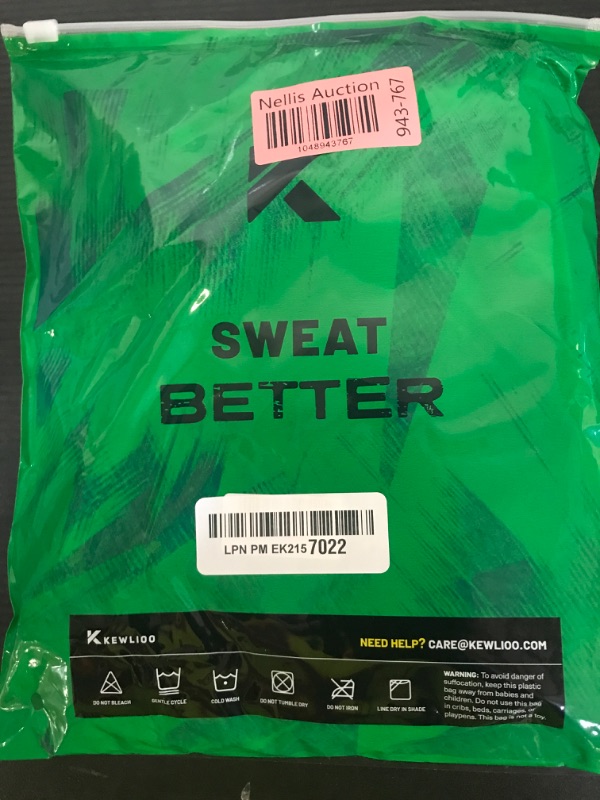 Nellis Auction
943-767
1048943767
SWEAT
BETTER
LPN PM EK2157022
KEWLIOO
NEED HELP? CARE@KEWLIOO.COM
DO NOT BLEACH
GENTLE CYCLE
COLD WASH
DO NOT TUMBLE DRY
DO NOT IRON
LINE DRY IN SHADE
WARNING: To avoid danger of
suffocation, keep this plastic
bag away from babies and
children. Do not use this bag
in cribs, beds, carriages, or
playpens. This bag is not a toy.